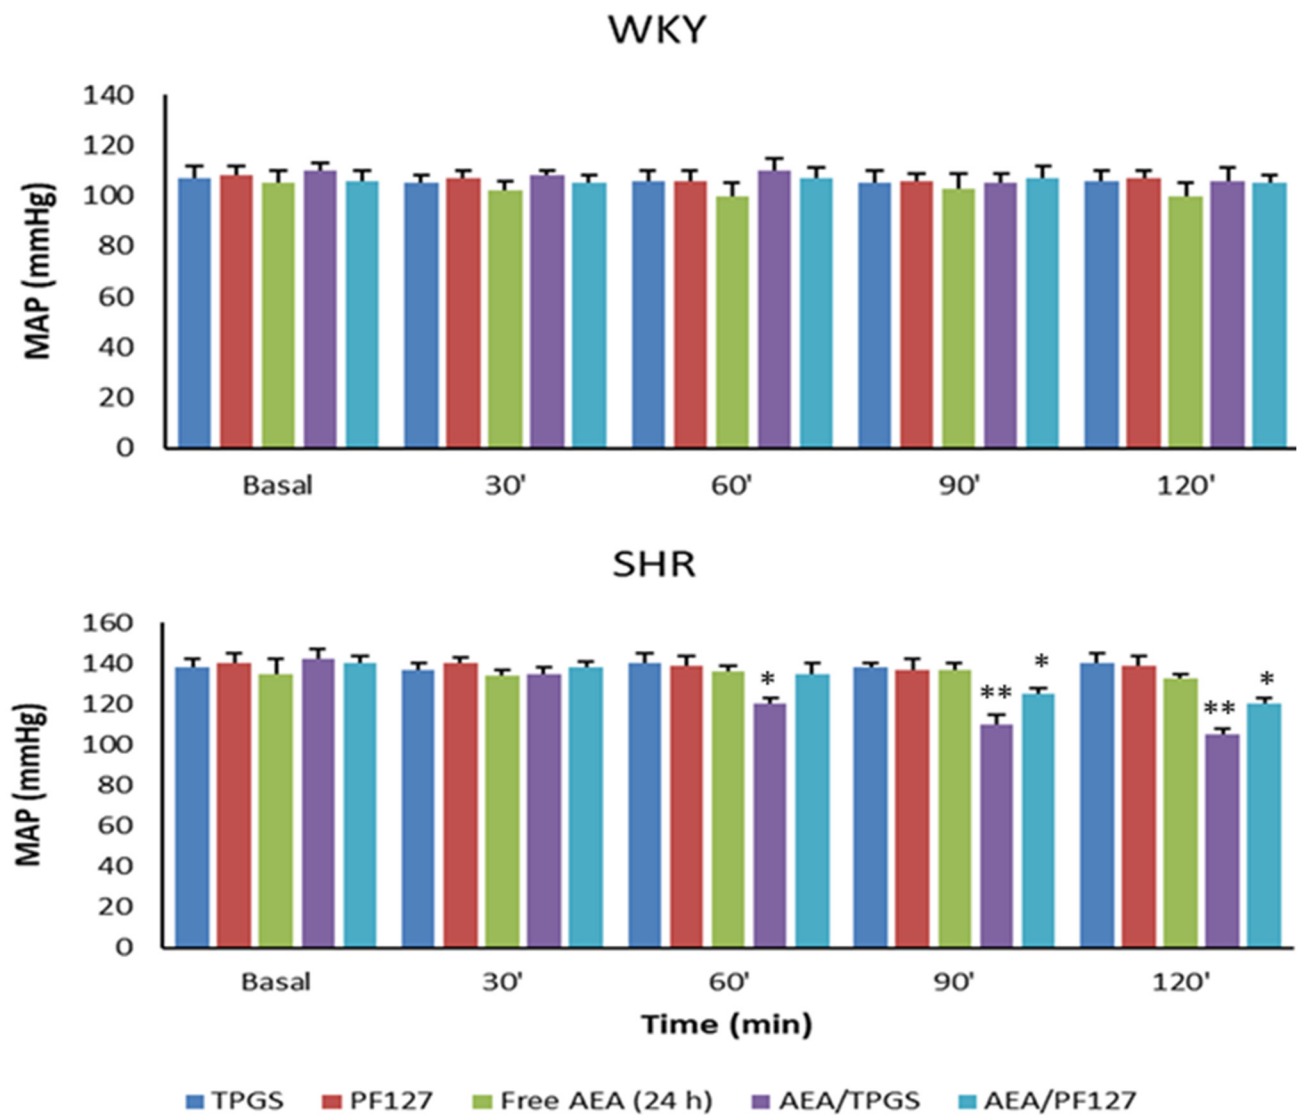 WKY
MAP (mmHg)
140
120
100
80
60
40
20
0
Basal 30' 60' 90' 120'
SHR
MAP (mmHg)
160
140
120
100
80
60
40
20
0
* ** * ** *
Basal 30' 60' 90' 120'
Time (min)
TPGS PF127 Free AEA (24 h) AEA/TPGS AEA/PF127